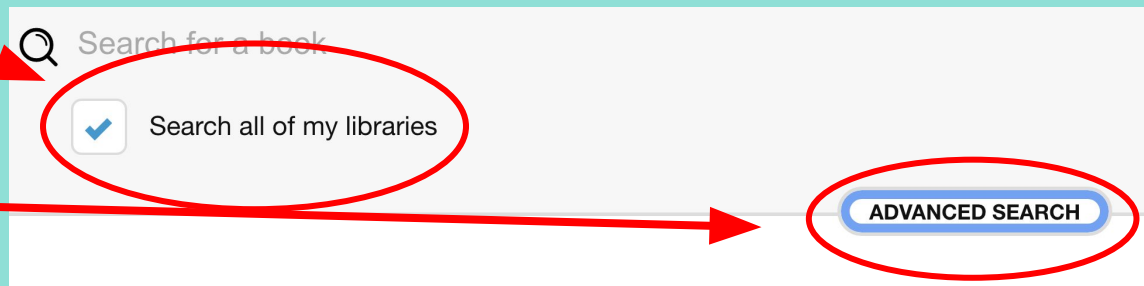 Search for a book
Search all of my libraries
ADVANCED SEARCH